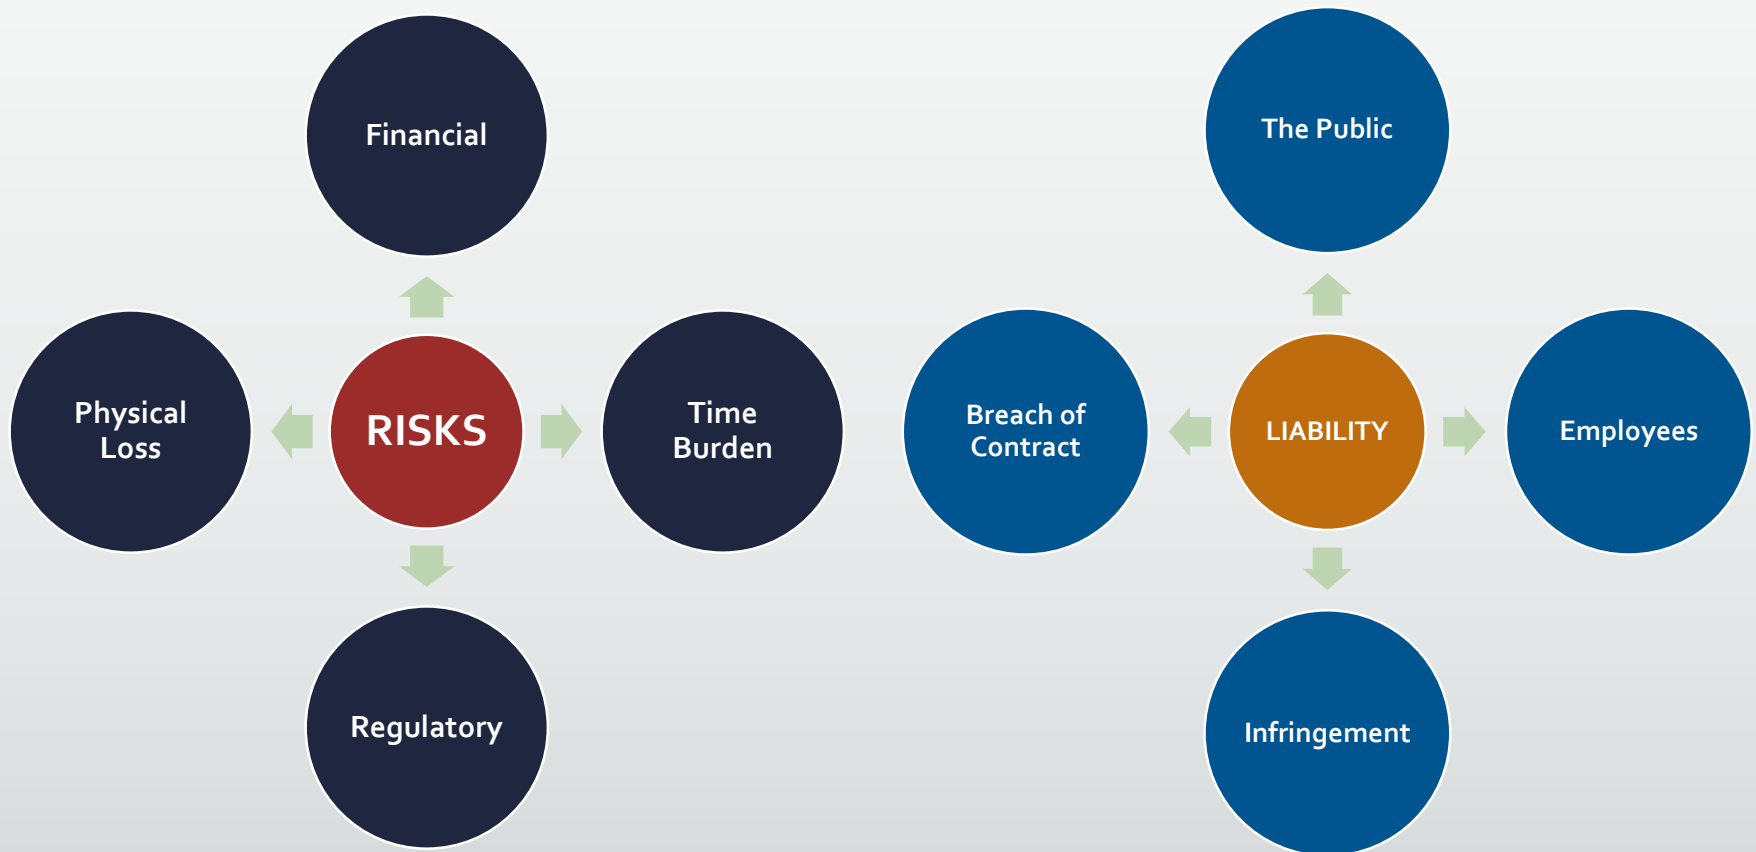 Financial
Physical
Loss
RISKS
Time
Burden
Regulatory
The Public
Breach of
Contract
LIABILITY
Employees
Infringement